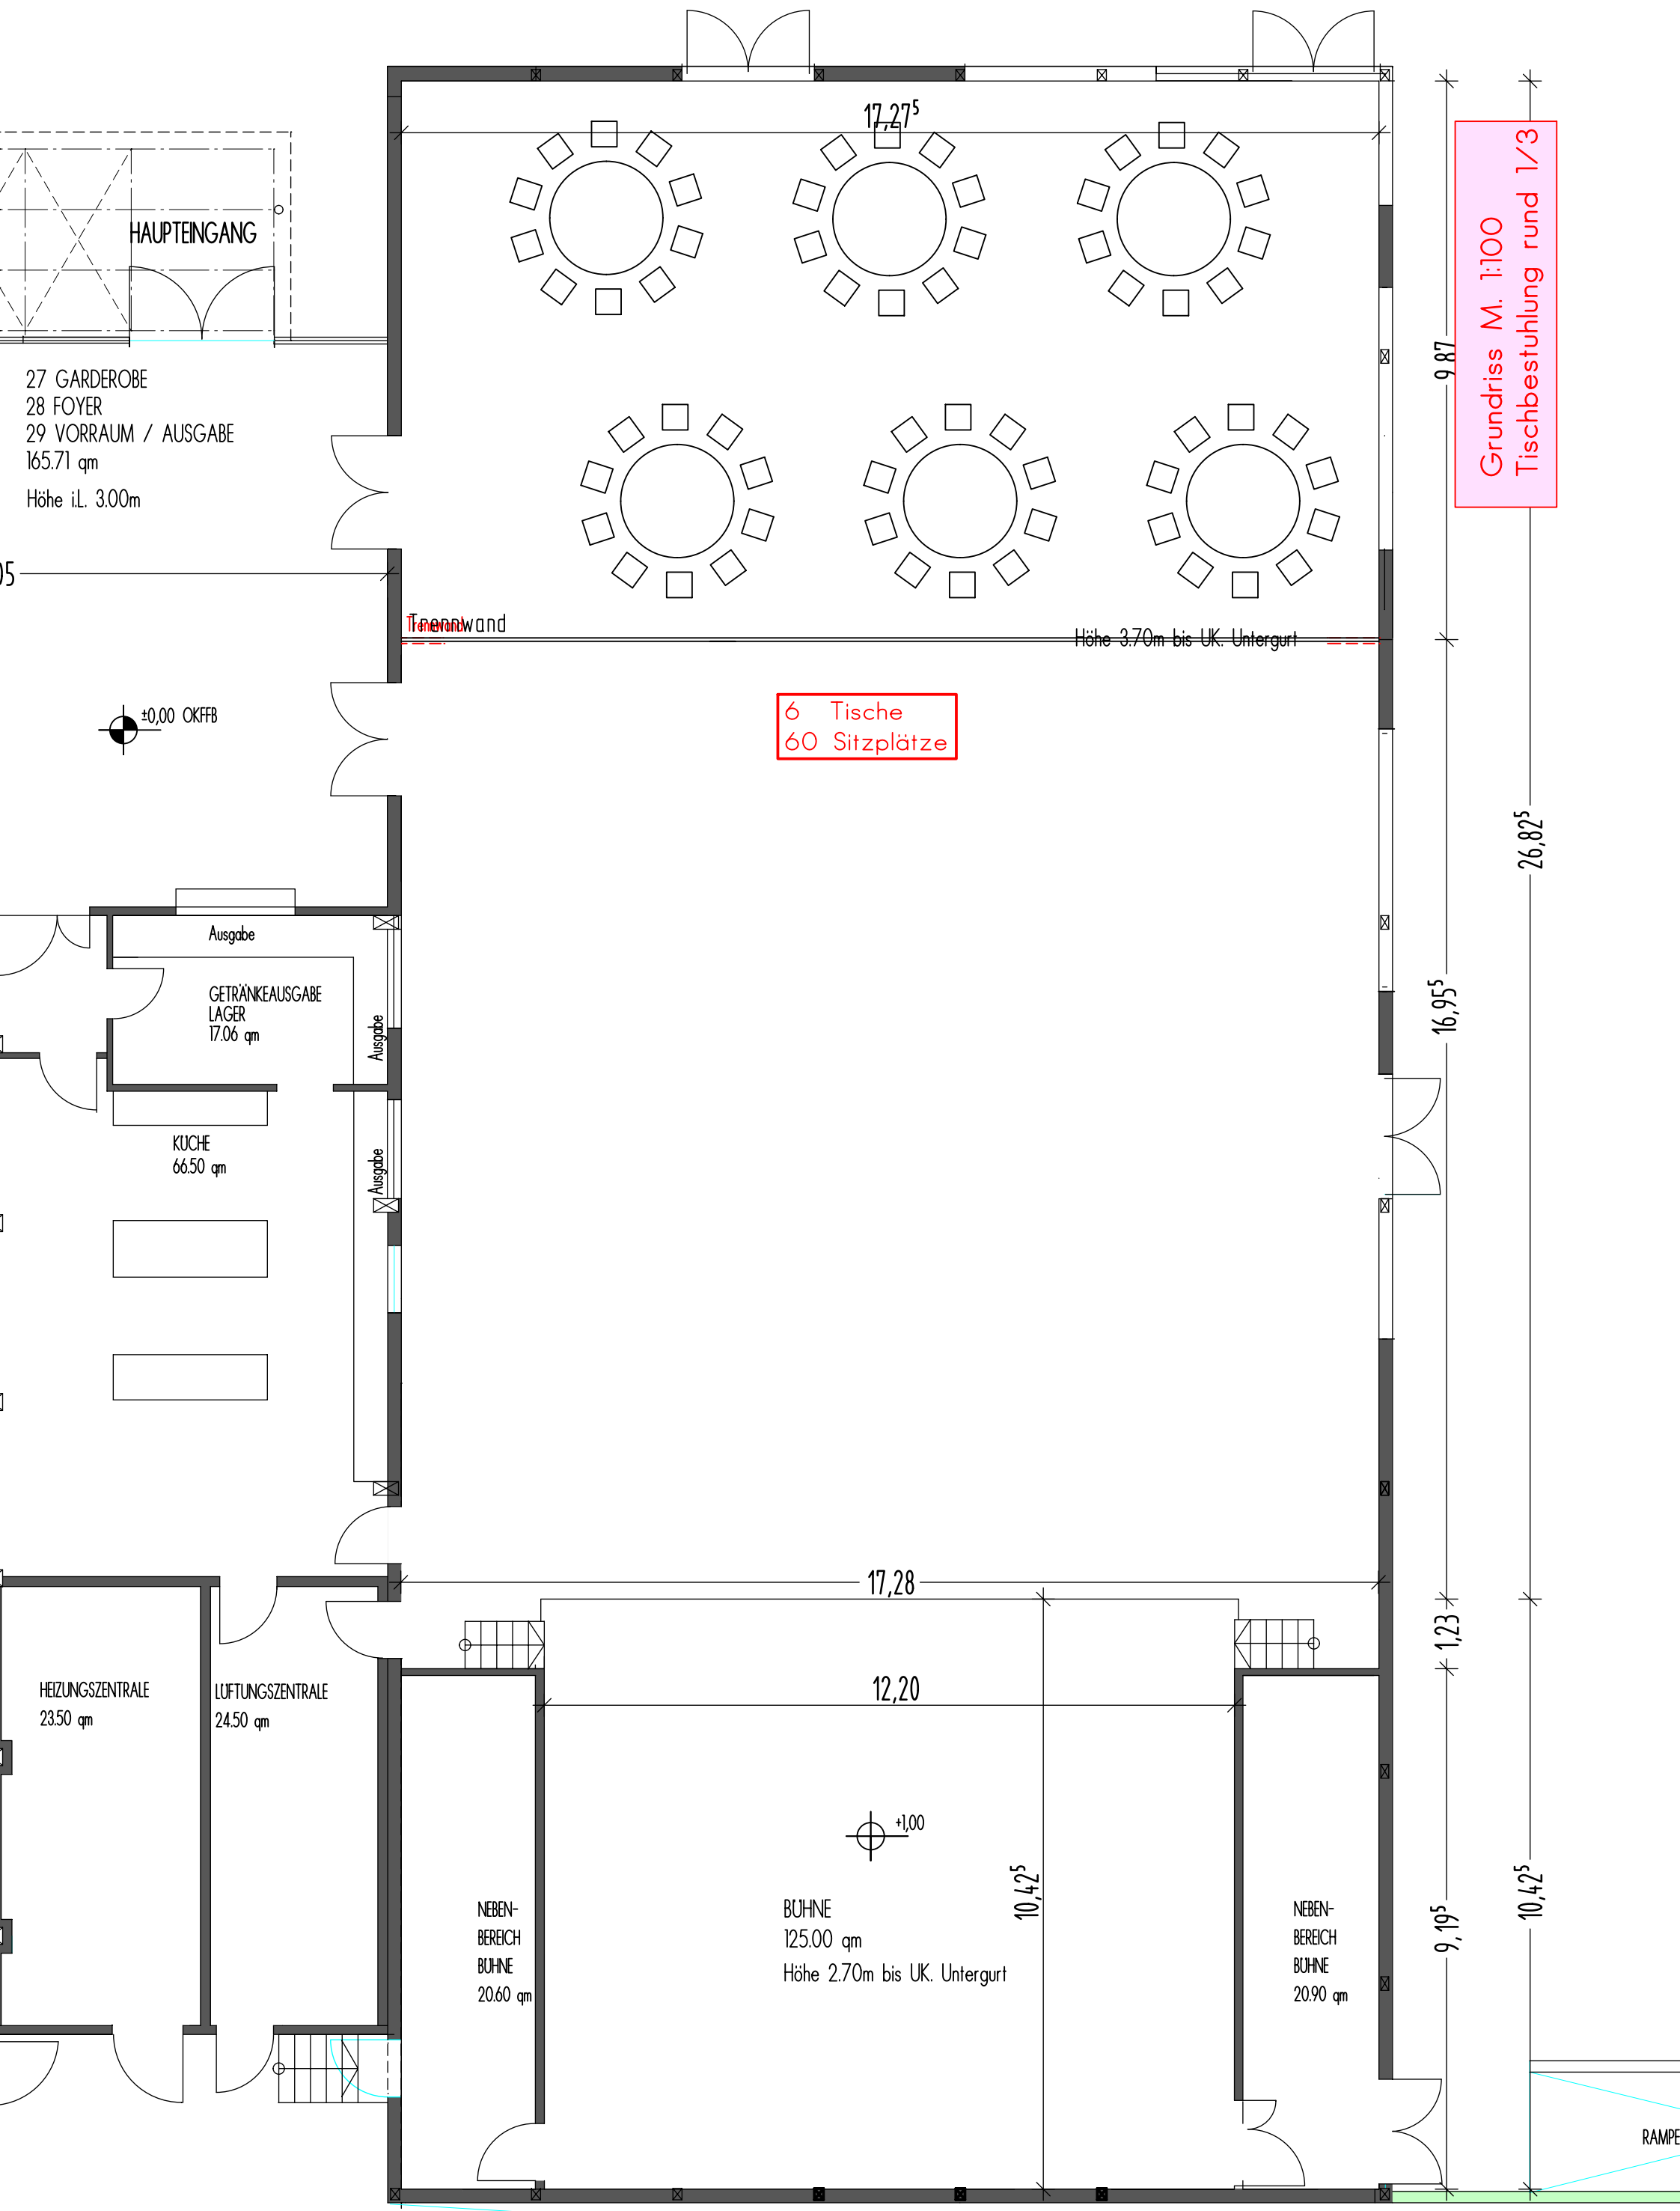 17,27⁵
HAUPTEINGANG
Grundriss M. 1:100
Tischbestuhlung rund 1/3
9,87
27 GARDEROBE
28 FOYER
29 VORRAUM / AUSGABE
165.71 qm
Höhe i.L. 3.00m
05
Trennwand
Trennwand
Höhe 3.70m bis UK. Untergurt
±0,00 OKFFB
6 Tische
60 Sitzplätze
26,82⁵
16,95⁵
Ausgabe
GETRÄNKEAUSGABE
LAGER
17.06 qm
Ausgabe
KÜCHE
66.50 qm
Ausgabe
17,28
1,23
12,20
HEIZUNGSZENTRALE
23.50 qm
LÜFTUNGSZENTRALE
24.50 qm
+1,00
10,42⁵
BÜHNE
125.00 qm
Höhe 2.70m bis UK. Untergurt
NEBEN-
BEREICH
BÜHNE
20.60 qm
NEBEN-
BEREICH
BÜHNE
20.90 qm
9,19⁵
10,42⁵
RAMPE